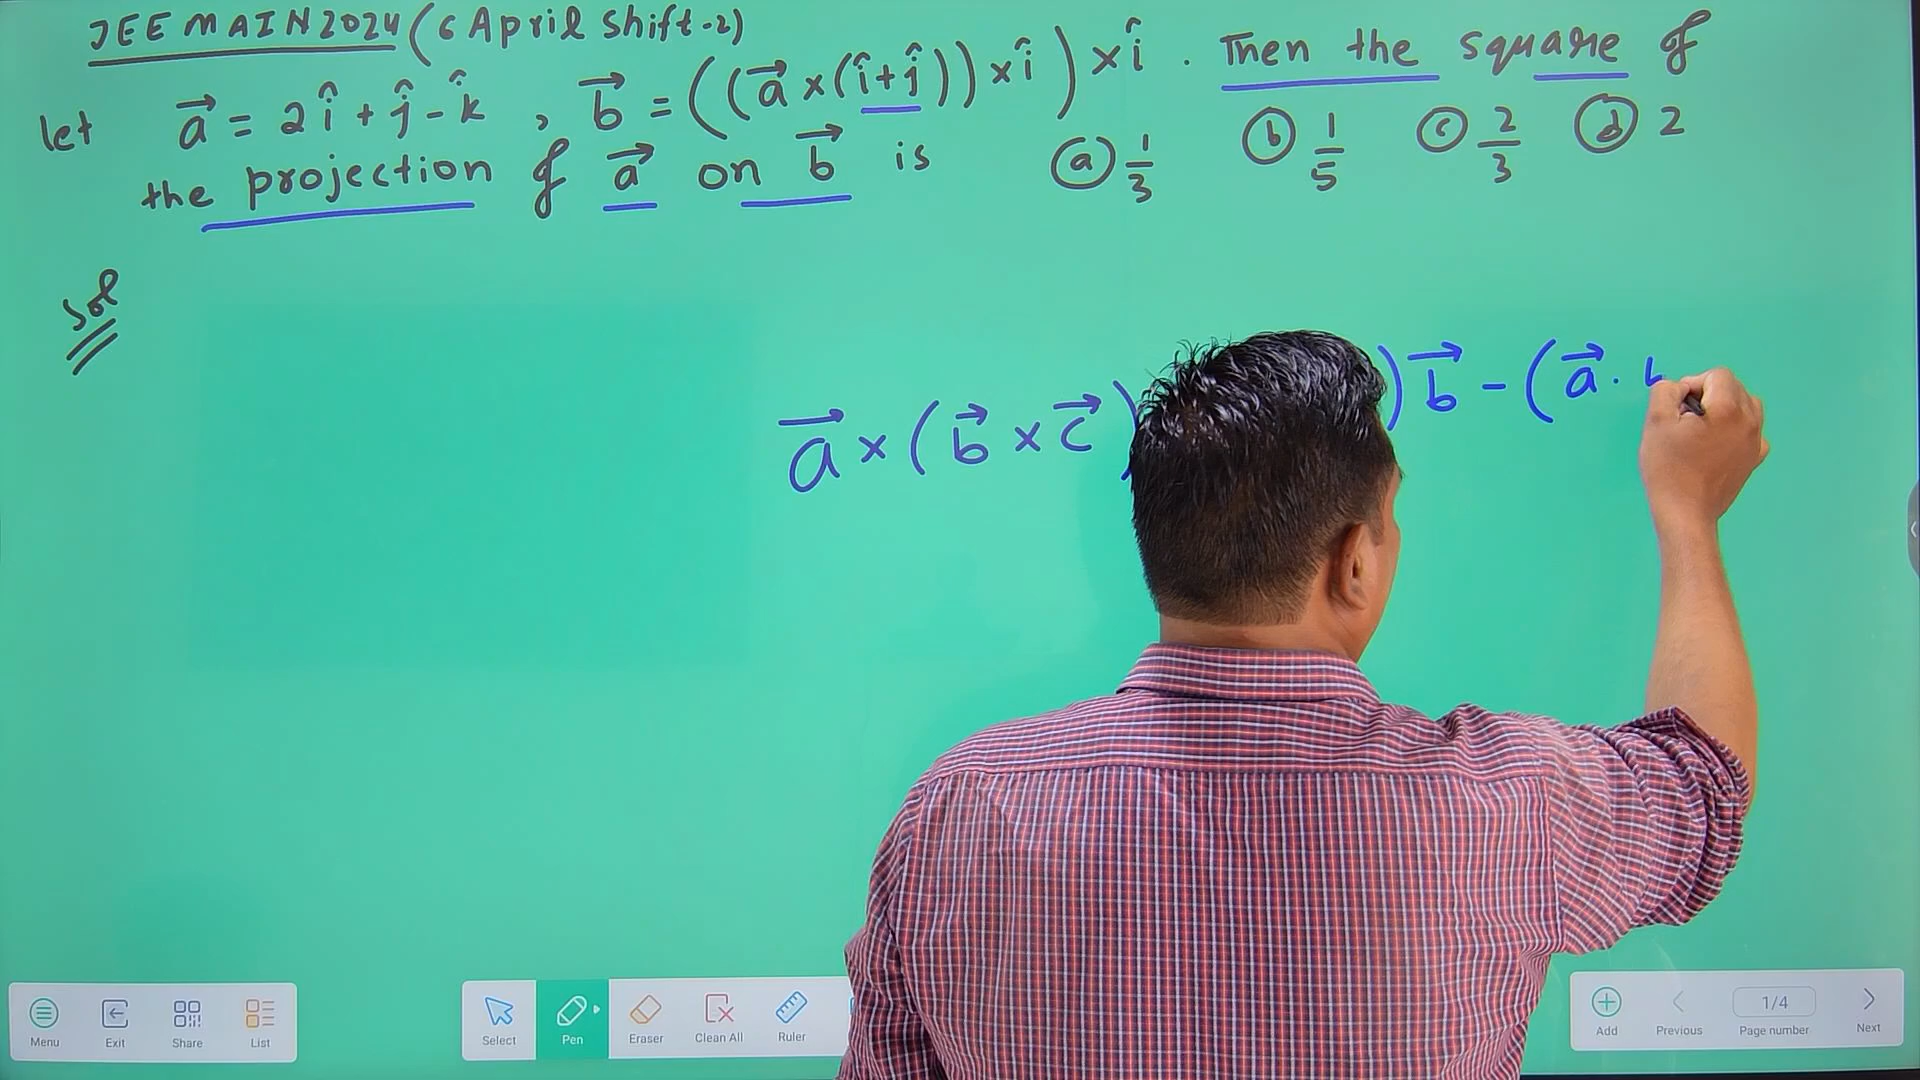 JEE MAIN 2024 (6 April Shift-2)
let a⃗ = 2î + ĵ - k̂ , b⃗ = ((a⃗ × (î+ĵ)) × î) × î . Then the square of
the projection of a⃗ on b⃗ is (a) 1/3 (b) 1/5 (c) 2/3 (d) 2
Sol
a⃗ × (b⃗ × c⃗) ) b⃗ - (a⃗ .
Menu Exit Share List Select Pen Eraser Clean All Ruler Add Previous 1/4 Page number Next